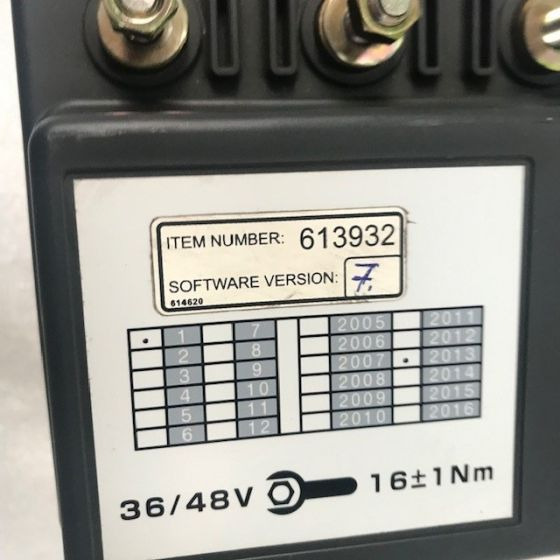 ITEM NUMBER: 613932
SOFTWARE VERSION: 7.
614620
1 7 2005 2011
2 8 2006 2012
3 9 2007 2013
4 10 2008 2014
5 11 2009 2015
6 12 2010 2016
36/48V 16±1Nm